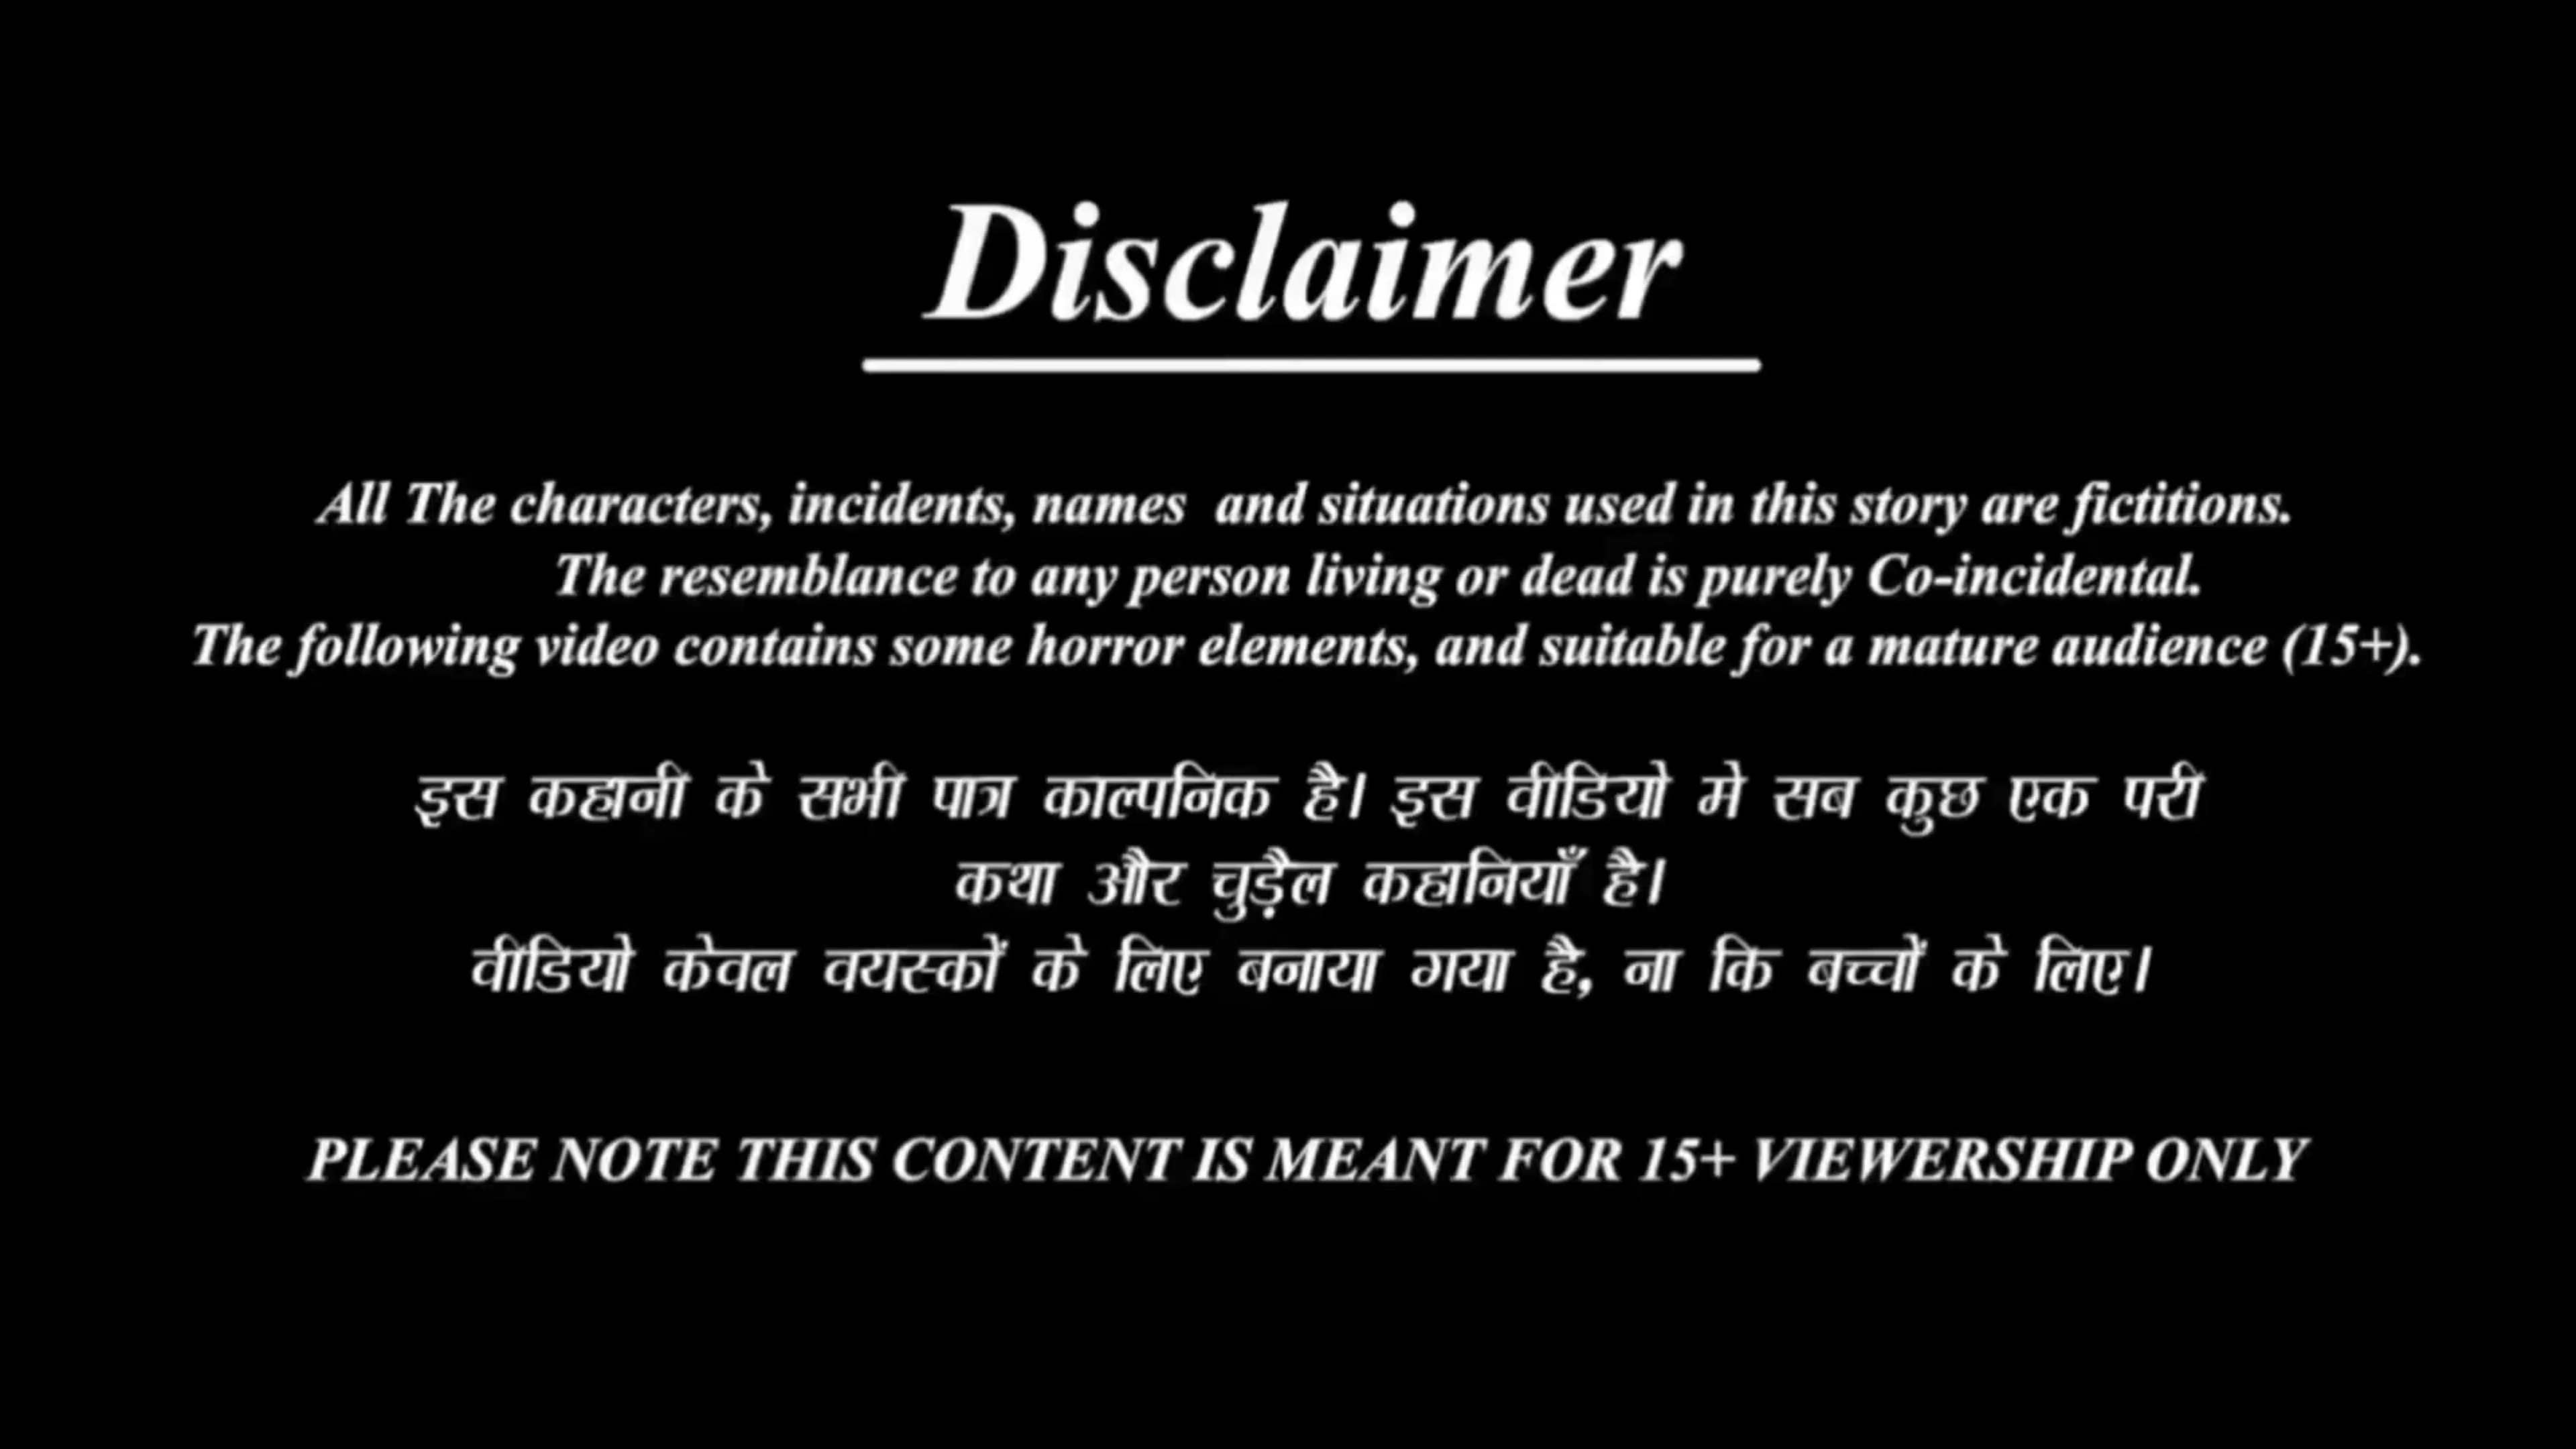 Disclaimer
All The characters, incidents, names and situations used in this story are fictitions.
The resemblance to any person living or dead is purely Co-incidental.
The following video contains some horror elements, and suitable for a mature audience (15+).
इस कहानी के सभी पात्र काल्पनिक है। इस वीडियो मे सब कुछ एक परी
कथा और चुड़ैल कहानियाँ है।
वीडियो केवल वयस्कों के लिए बनाया गया है, ना कि बच्चों के लिए।
PLEASE NOTE THIS CONTENT IS MEANT FOR 15+ VIEWERSHIP ONLY